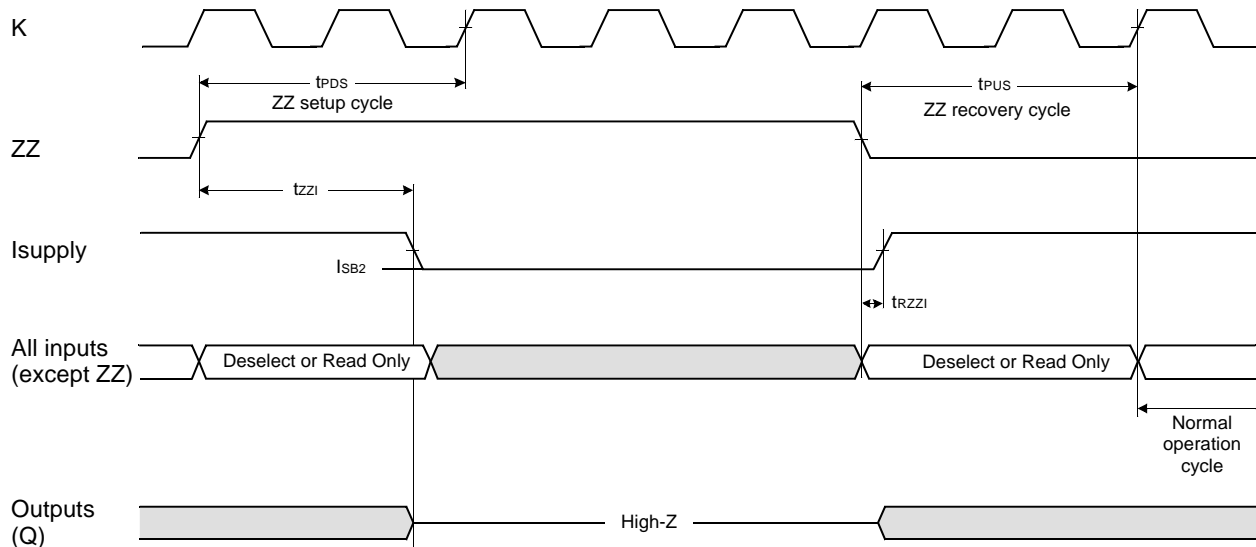 K
tPDS
ZZ setup cycle
tPUS
ZZ recovery cycle
ZZ
tZZI
Isupply
ISB2
tRZZI
All inputs
(except ZZ)
Deselect or Read Only
Deselect or Read Only
Normal
operation
cycle
Outputs
(Q)
High-Z